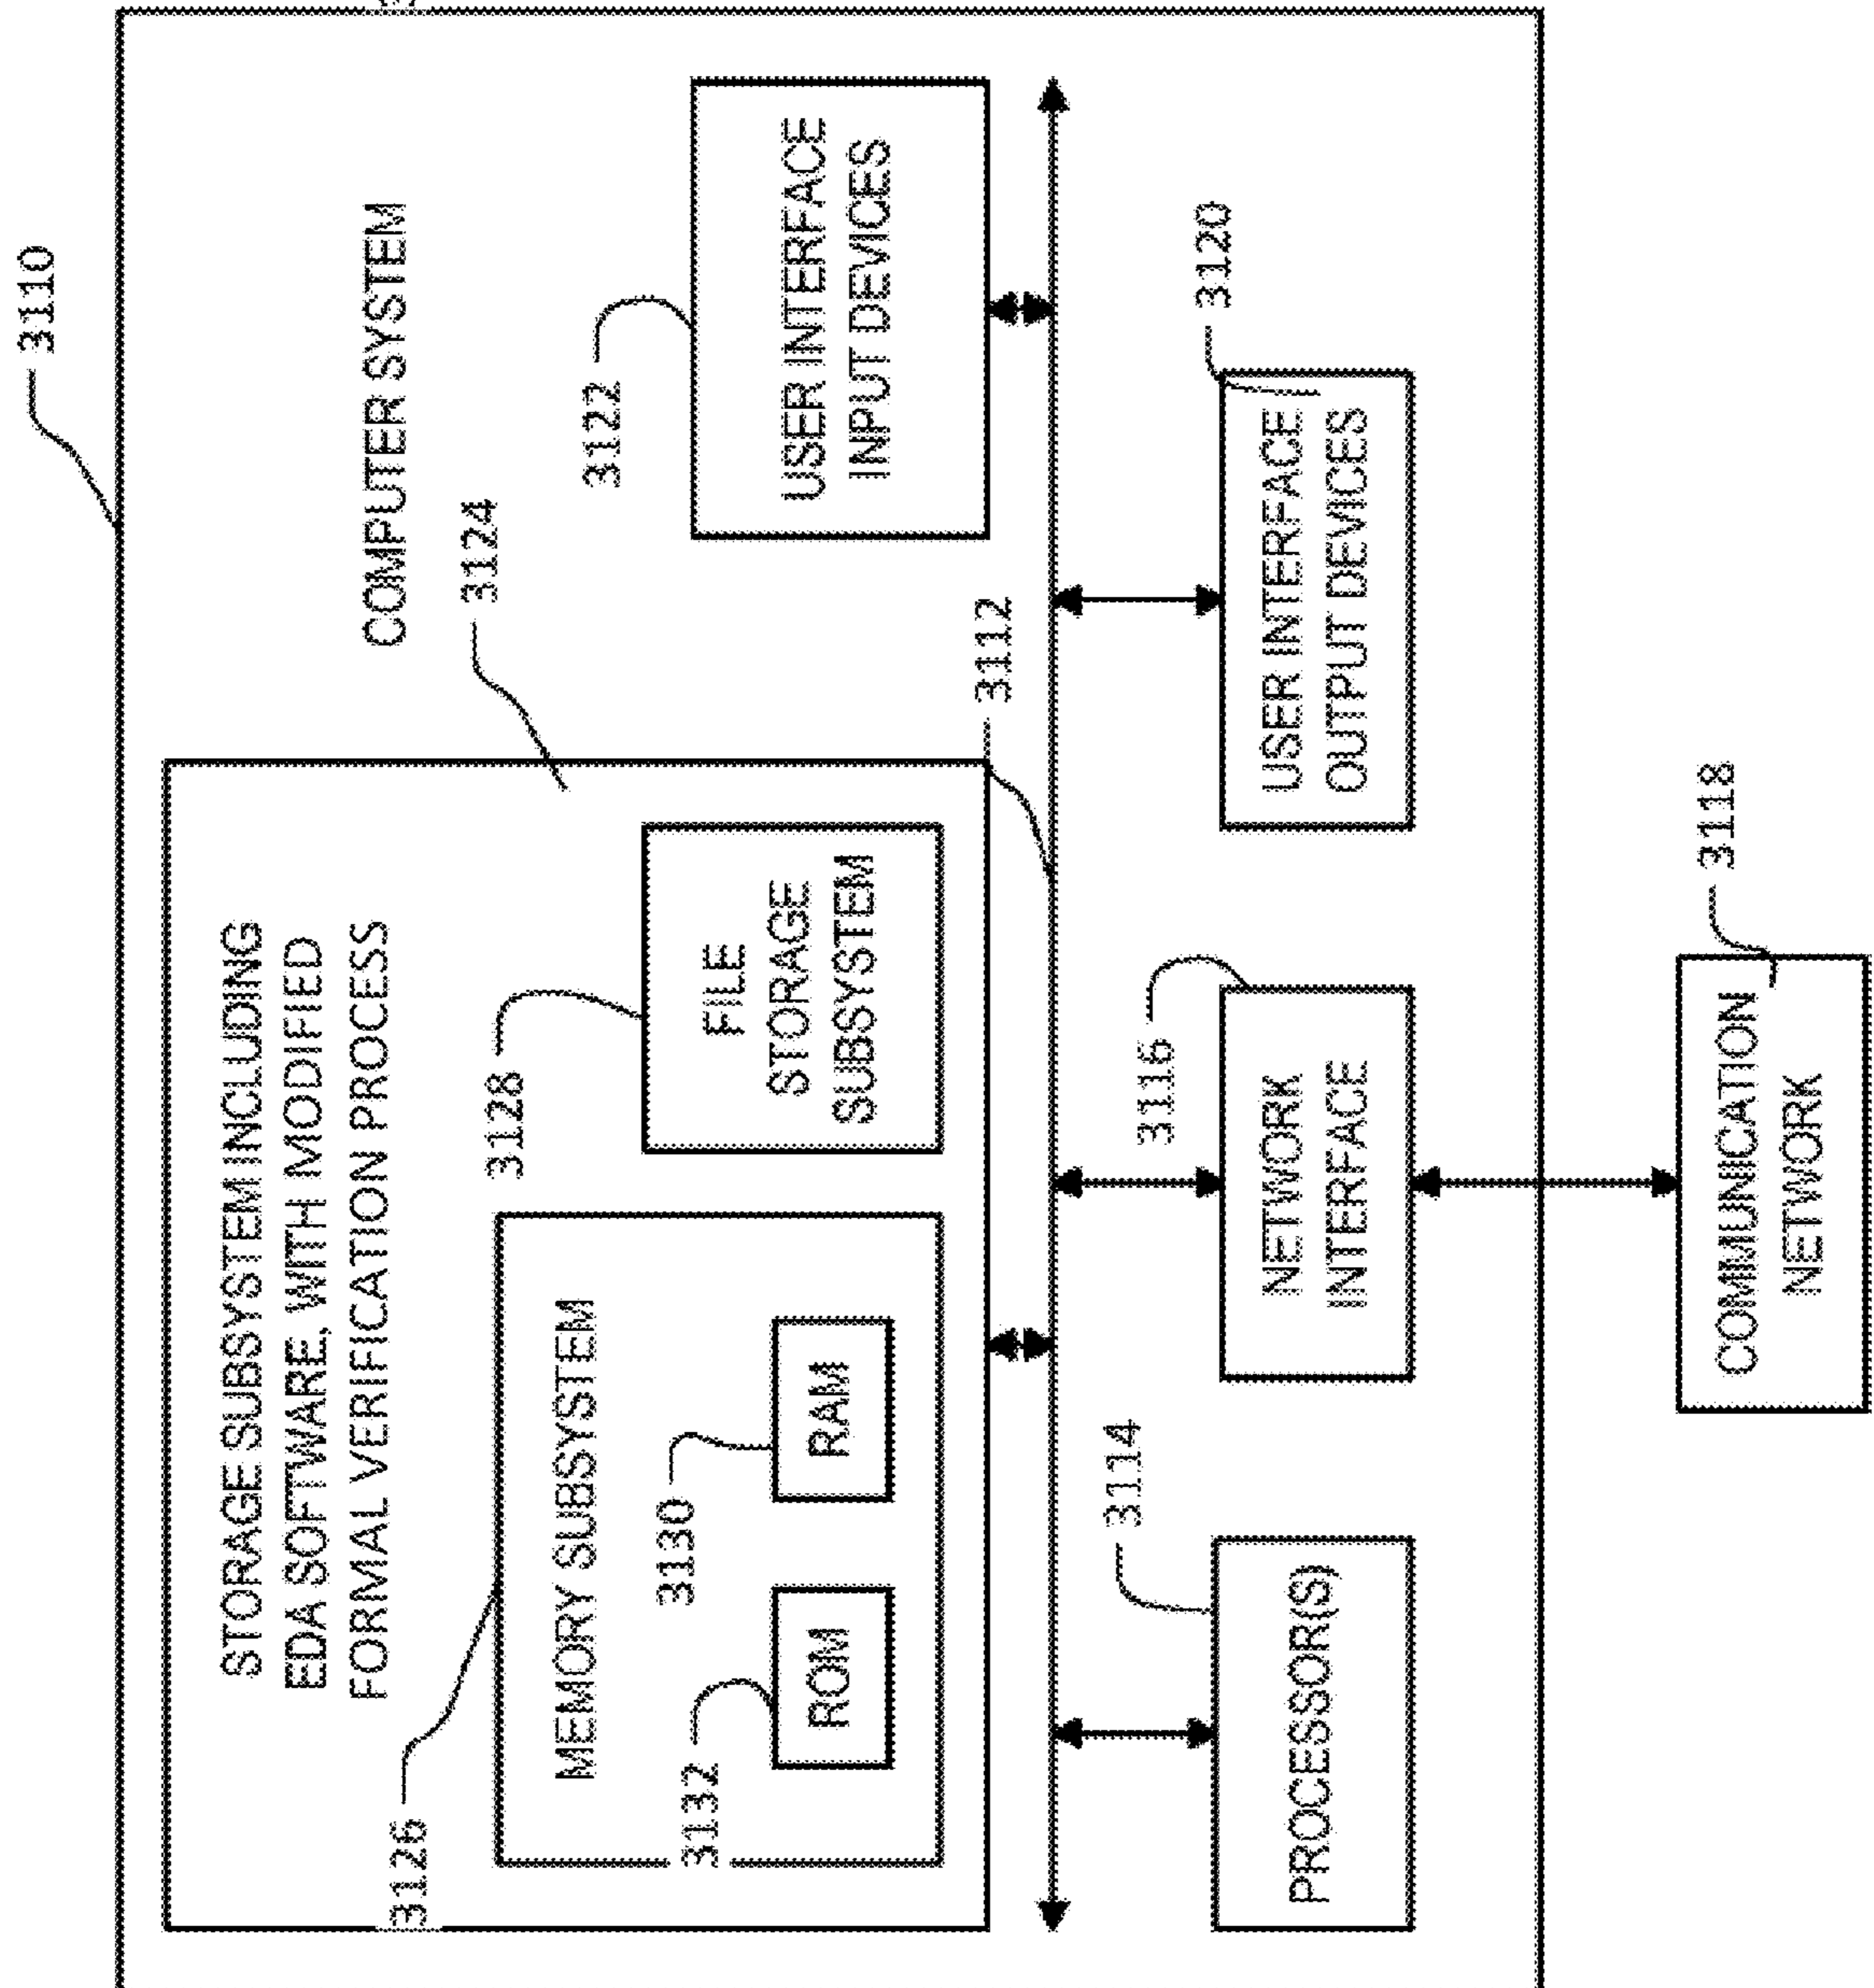 3110
COMPUTER SYSTEM
STORAGE SUBSYSTEM INCLUDING
EDA SOFTWARE, WITH MODIFIED
FORMAL VERIFICATION PROCESS
3124
3126
MEMORY SUBSYSTEM
3132
ROM
3130
RAM
3128
FILE
STORAGE
SUBSYSTEM
3122
USER INTERFACE
INPUT DEVICES
3112
3114
PROCESSOR(S)
3116
NETWORK
INTERFACE
3120
USER INTERFACE
OUTPUT DEVICES
3118
COMMUNICATION
NETWORK